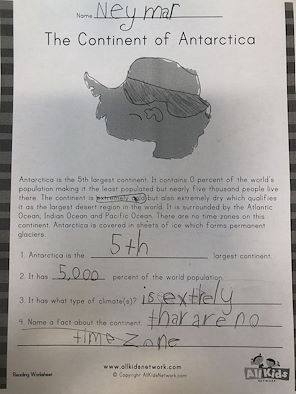 Name Neymar
The Continent of Antarctica
Antarctica is the 5th largest continent. It contains 0 percent of the world's
population making it the least populated but nearly five thousand people live
there. The continent is extremely cold but also extremely dry which qualifies
it as the largest desert region in the world. It is surrounded by the Atlantic
Ocean, Indian Ocean and Pacific Ocean. There are no time zones on this
continent. Antarctica is covered in sheets of ice which forms permanent
glaciers.
1. Antarctica is the 5th largest continent.
2. It has 5,000 percent of the world population.
3. It has what type of climate(s)? is extrely
4. Name a fact about the continent. thar are no
time zone
www.allkidsnetwork.com
Reading Worksheet
© Copyright AllKidsNetwork.com
All Kids
NETWORK